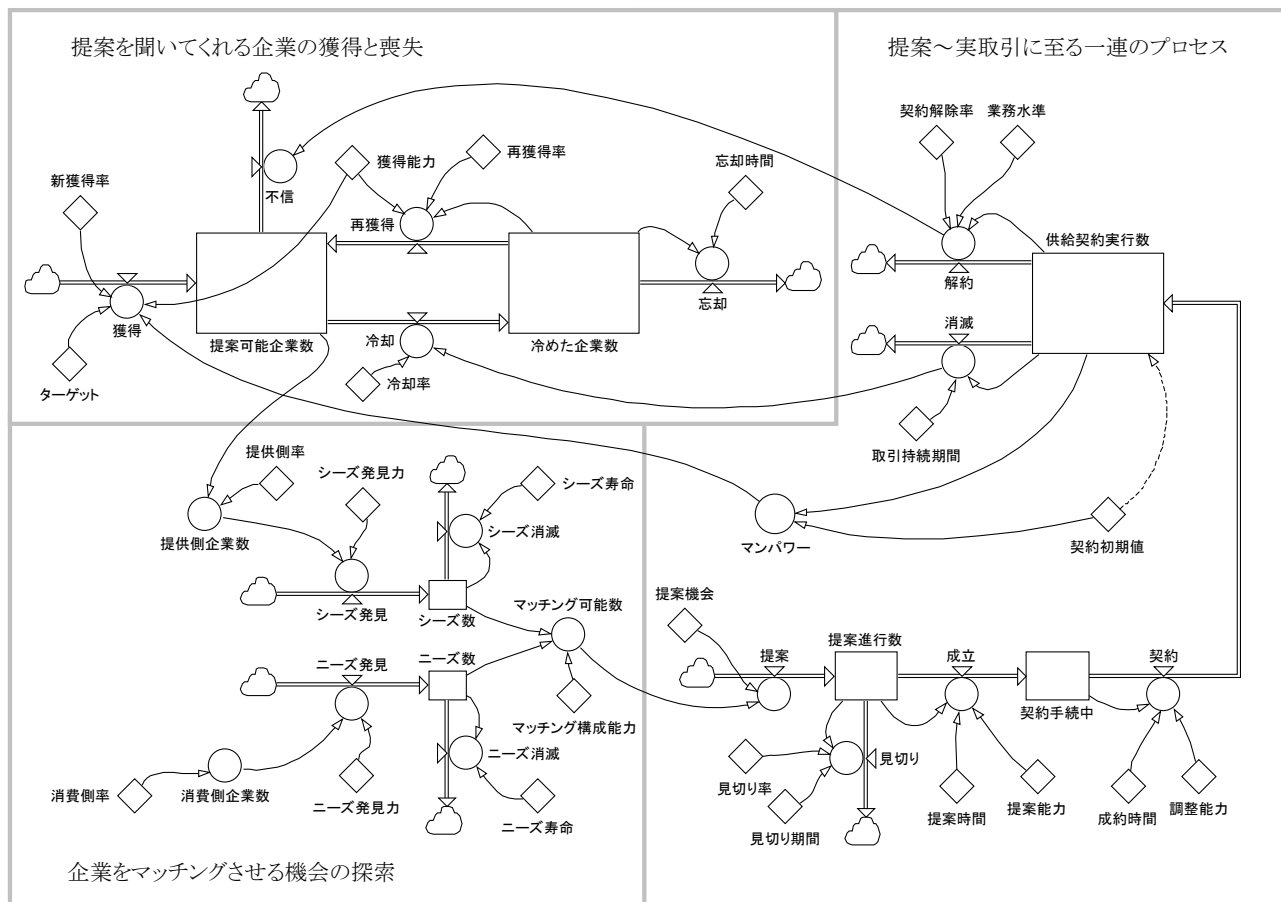 提案を聞いてくれる企業の獲得と喪失
提案～実取引に至る一連のプロセス
契約解除率
業務水準
新獲得率
不信
獲得能力
再獲得率
忘却時間
再獲得
供給契約実行数
獲得
提案可能企業数
冷却
冷めた企業数
忘却
解約
消滅
ターゲット
冷却率
取引持続期間
提供側率
シーズ発見力
シーズ寿命
提供側企業数
シーズ消滅
マンパワー
契約初期値
シーズ発見
シーズ数
マッチング可能数
提案機会
ニーズ発見
ニーズ数
提案
提案進行数
成立
契約
契約手続中
マッチング構成能力
ニーズ消滅
見切り
見切り率
消費側率
消費側企業数
ニーズ発見力
ニーズ寿命
見切り期間
提案時間
提案能力
成約時間
調整能力
企業をマッチングさせる機会の探索